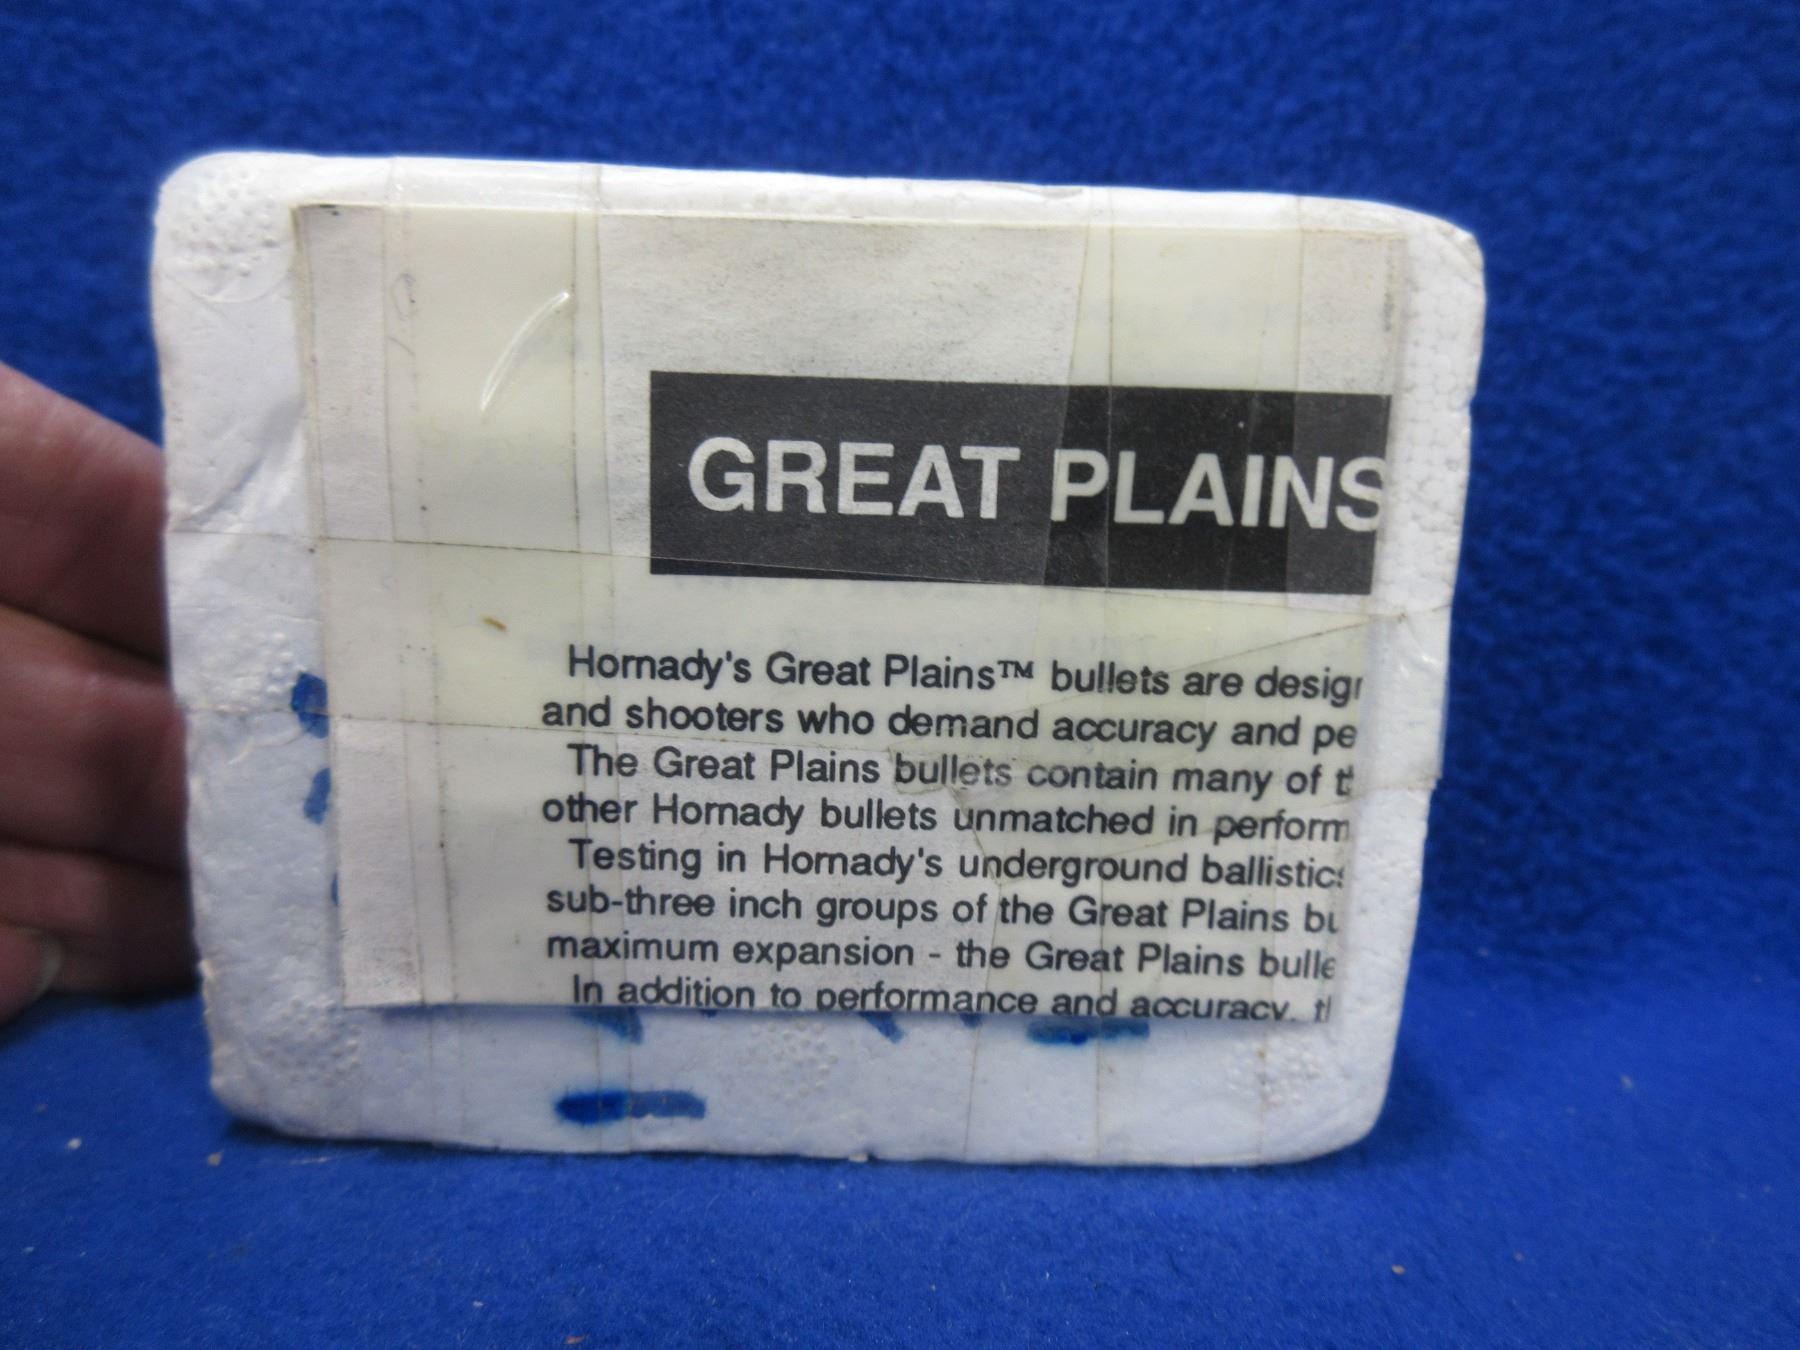 GREAT PLAINS
Hornady's Great Plains™ bullets are desig
and shooters who demand accuracy and pe
The Great Plains bullets contain many of t
other Hornady bullets unmatched in perform
Testing in Hornady's underground ballistics
sub-three inch groups of the Great Plains bu
maximum expansion - the Great Plains bulle
In addition to performance and accuracy, t